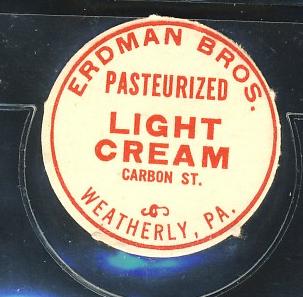 ERDMAN BROS.
PASTEURIZED
LIGHT
CREAM
CARBON ST.
WEATHERLY, PA.